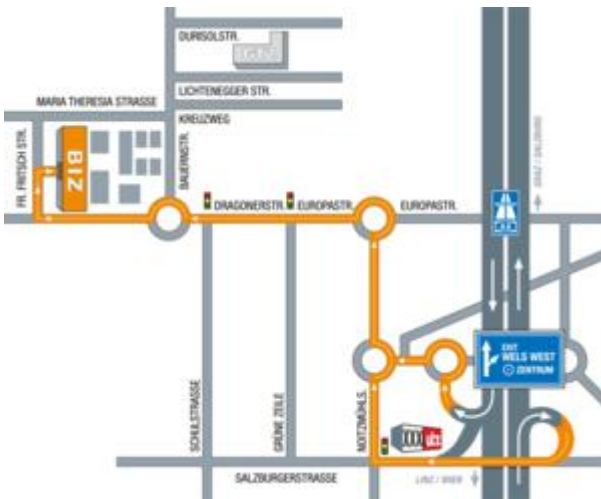 DURISOLSTR.
LICHTENEGGER STR.
MARIA THERESIA STRASSE
KREUZWEG
FR. FRITSCH STR.
BIZ
BAUERNSTR.
DRAGONERSTR.
EUROPASTR.
EUROPASTR.
GRAZ / SALZBURG
EXIT
WELS WEST
ZENTRUM
SCHULSTRASSE
GRÜNE ZEILE
NOITZMÜHLS.
SALZBURGERSTRASSE
LINZ / WIEN